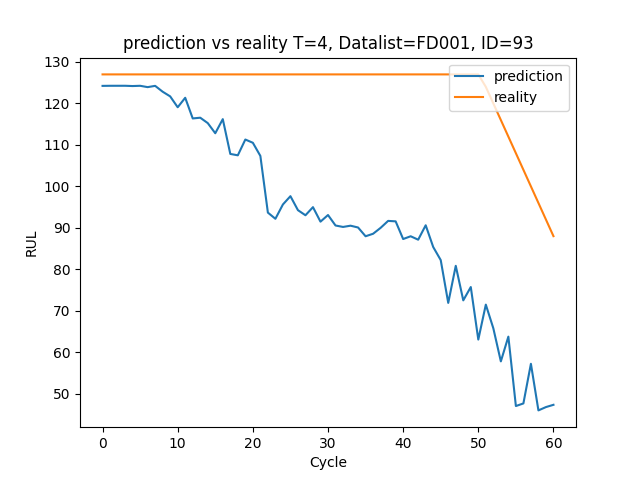 prediction vs reality T=4, Datalist=FD001, ID=93
prediction
reality
RUL
130
120
110
100
90
80
70
60
50
0 10 20 30 40 50 60
Cycle